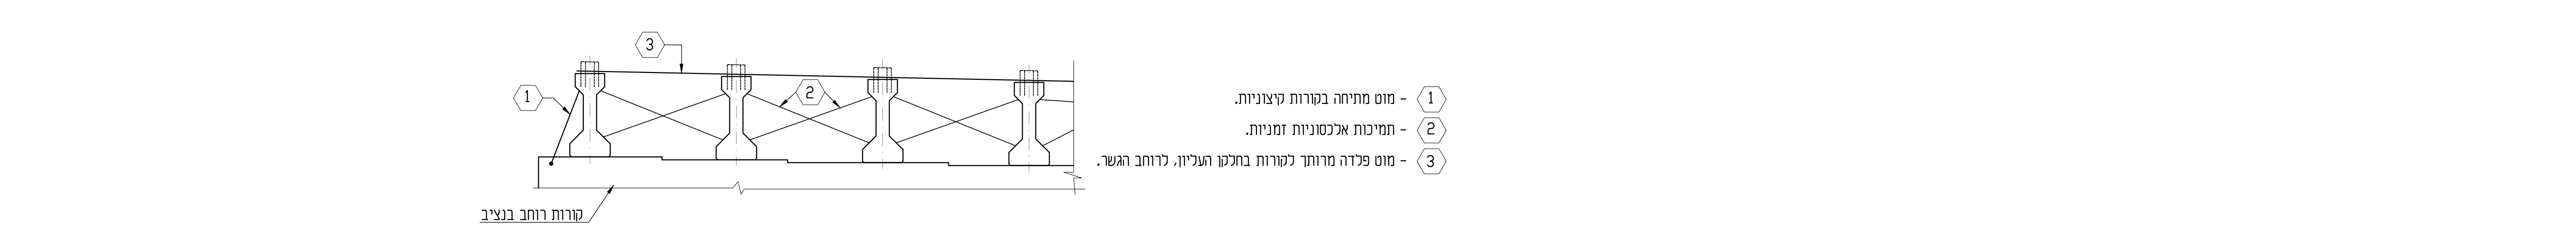 3
1
2
קורות רוחב בנציב
1 - מוט מתיחה בקורות קיצוניות.
2 - תמיכות אלכסוניות זמניות.
3 - מוט פלדה מרותך לקורות בחלקן העליון, לרוחב הגשר.